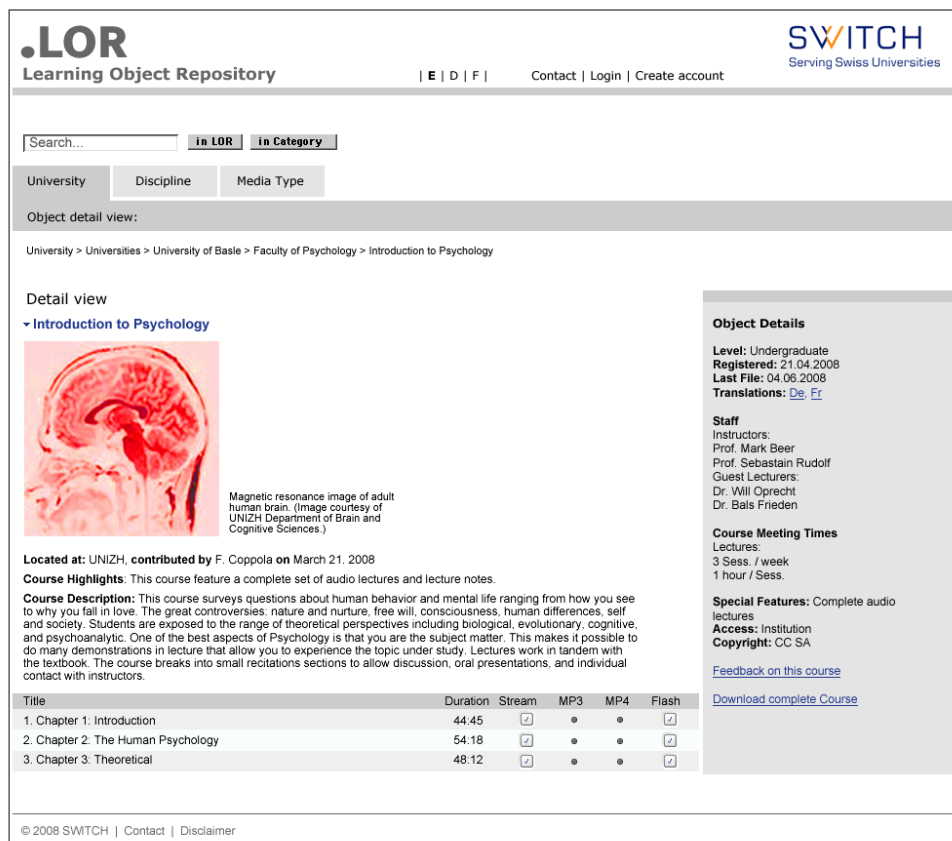 .LOR
Learning Object Repository
| E | D | F |
Contact | Login | Create account
SWITCH
Serving Swiss Universities
Search...
in LOR
in Category
University
Discipline
Media Type
Object detail view:
University > Universities > University of Basle > Faculty of Psychology > Introduction to Psychology
Detail view
Introduction to Psychology
Magnetic resonance image of adult
human brain. (Image courtesy of
UNIZH Department of Brain and
Cognitive Sciences.)
Located at: UNIZH, contributed by F. Coppola on March 21. 2008
Course Highlights: This course feature a complete set of audio lectures and lecture notes.
Course Description: This course surveys questions about human behavior and mental life ranging from how you see
to why you fall in love. The great controversies: nature and nurture, free will, consciousness, human differences, self
and society. Students are exposed to the range of theoretical perspectives including biological, evolutionary, cognitive,
and psychoanalytic. One of the best aspects of Psychology is that you are the subject matter. This makes it possible to
do many demonstrations in lecture that allow you to experience the topic under study. Lectures work in tandem with
the textbook. The course breaks into small recitations sections to allow discussion, oral presentations, and individual
contact with instructors.
Title Duration Stream MP3 MP4 Flash
1. Chapter 1: Introduction 44:45
2. Chapter 2: The Human Psychology 54:18
3. Chapter 3: Theoretical 48:12
Object Details
Level: Undergraduate
Registered: 21.04.2008
Last File: 04.06.2008
Translations: De, Fr
Staff
Instructors:
Prof. Mark Beer
Prof. Sebastain Rudolf
Guest Lecturers:
Dr. Will Oprecht
Dr. Bals Frieden
Course Meeting Times
Lectures:
3 Sess. / week
1 hour / Sess.
Special Features: Complete audio
lectures
Access: Institution
Copyright: CC SA
Feedback on this course
Download complete Course
© 2008 SWITCH | Contact | Disclaimer